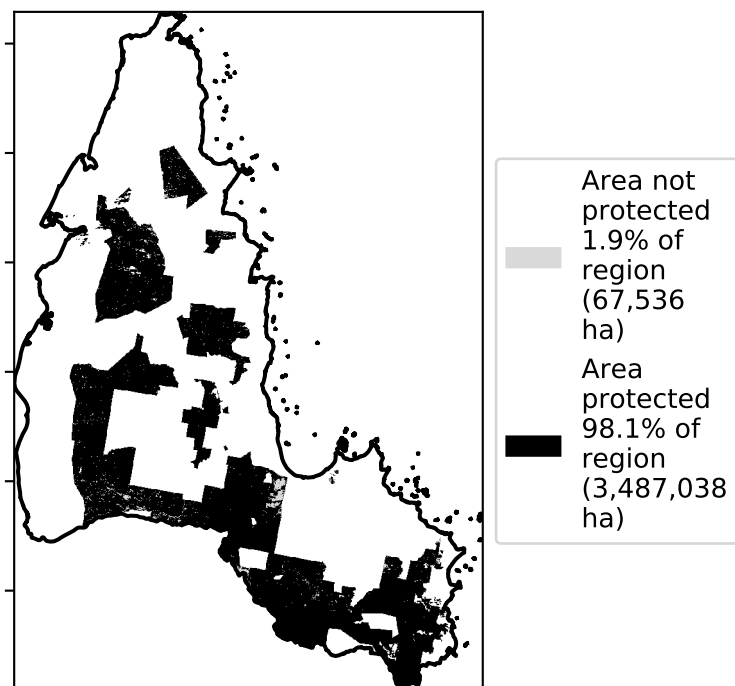 Area not
protected
1.9% of
region
(67,536
ha)
Area
protected
98.1% of
region
(3,487,038
ha)